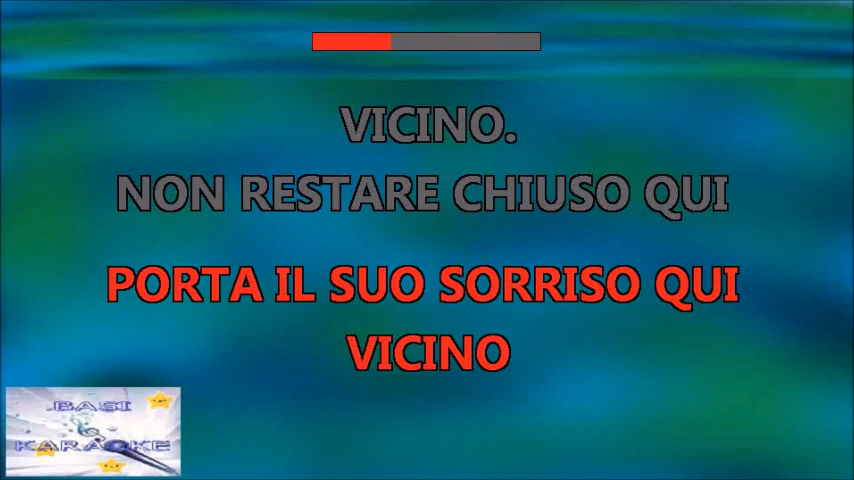 VICINO.
NON RESTARE CHIUSO QUI
PORTA IL SUO SORRISO QUI
VICINO
BASI
KARAOKE